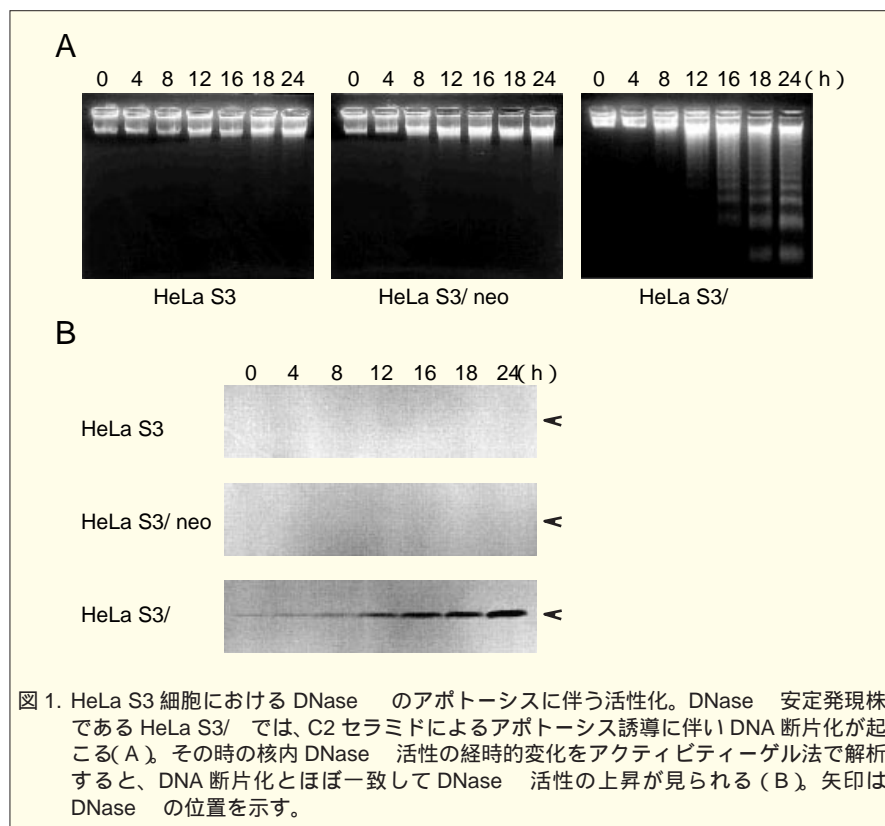 A
0 4 8 12 16 18 24 0 4 8 12 16 18 24 0 4 8 12 16 18 24 (h)
HeLa S3 HeLa S3/ neo HeLa S3/
B
0 4 8 12 16 18 24(h)
HeLa S3
HeLa S3/ neo
HeLa S3/
図 1. HeLa S3 細胞における DNase のアポトーシスに伴う活性化。DNase 安定発現株
である HeLa S3/ では、C2 セラミドによるアポトーシス誘導に伴い DNA 断片化が起
こる(A)。その時の核内 DNase 活性の経時的変化をアクティビティーゲル法で解析
すると、DNA 断片化とほぼ一致して DNase 活性の上昇が見られる(B)。矢印は
DNase の位置を示す。